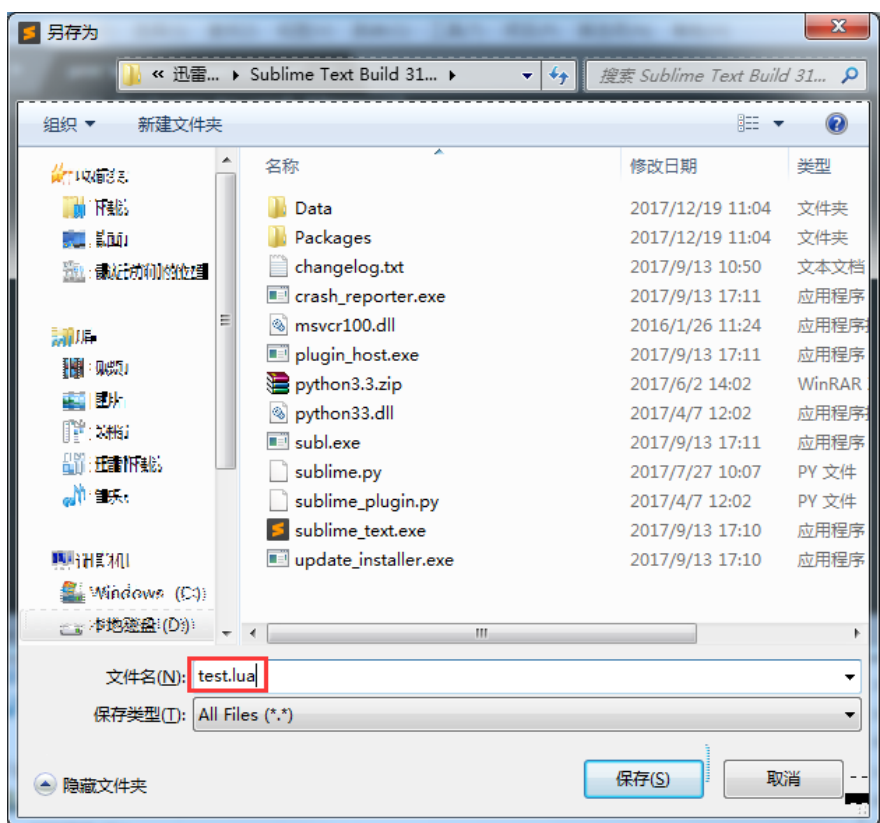 另存为
« 迅雷... ▸ Sublime Text Build 31... ▸
搜索 Sublime Text Build 31...
组织 新建文件夹
名称 修改日期 类型
Data 2017/12/19 11:04 文件夹
Packages 2017/12/19 11:04 文件夹
changelog.txt 2017/9/13 10:50 文本文档
crash_reporter.exe 2017/9/13 17:11 应用程序
msvcr100.dll 2016/1/26 11:24 应用程序
plugin_host.exe 2017/9/13 17:11 应用程序
python3.3.zip 2017/6/2 14:02 WinRAR
python33.dll 2017/4/7 12:02 应用程序
subl.exe 2017/9/13 17:11 应用程序
sublime.py 2017/7/27 10:07 PY 文件
sublime_plugin.py 2017/4/7 12:02 PY 文件
sublime_text.exe 2017/9/13 17:10 应用程序
update_installer.exe 2017/9/13 17:10 应用程序
Windows (C:)
本地磁盘 (D:)
文件名(N): test.lua
保存类型(T): All Files (*.*)
隐藏文件夹 保存(S) 取消